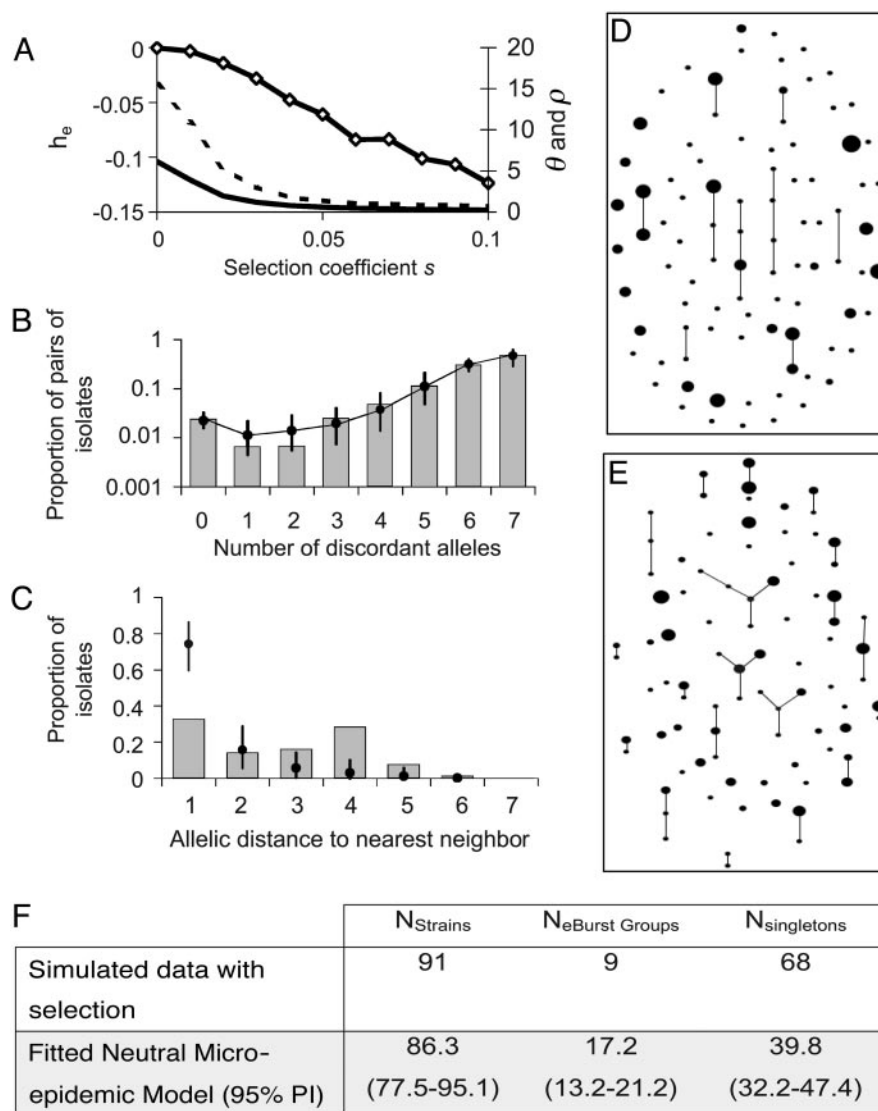 A
0
-0.05
-0.1
-0.15
h_e
20
15
10
5
0
θ and ρ
0
0.05
0.1
Selection coefficient s
B
Proportion of pairs of
isolates
1
0.1
0.01
0.001
0 1 2 3 4 5 6 7
Number of discordant alleles
C
Proportion of
isolates
1
0.8
0.6
0.4
0.2
0
1 2 3 4 5 6 7
Allelic distance to nearest neighbor
D
E
F
N_Strains N_eBurst Groups N_singletons
Simulated data with
selection
91 9 68
Fitted Neutral Micro-
epidemic Model (95% PI)
86.3 17.2 39.8
(77.5-95.1) (13.2-21.2) (32.2-47.4)